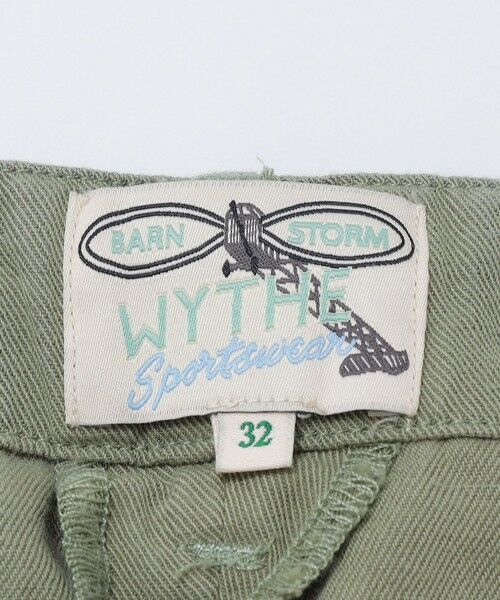 BARN STORM
WYTHE
Sportswear
32